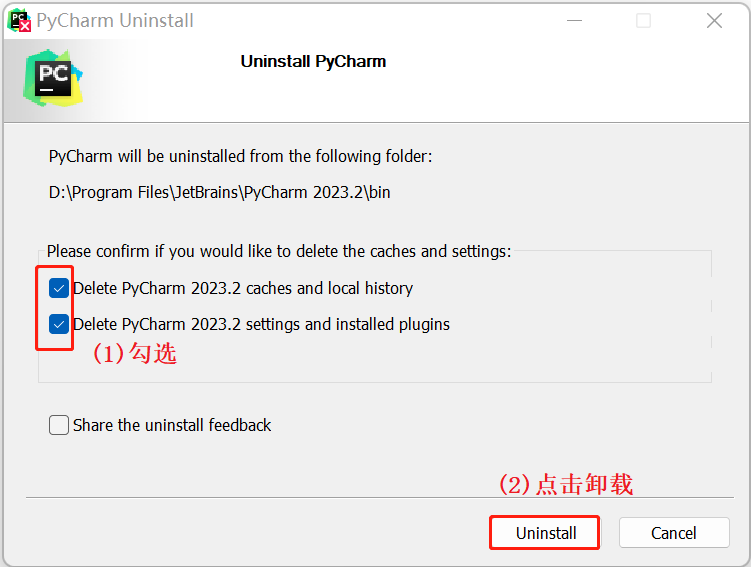 PyCharm Uninstall
PC
Uninstall PyCharm
PyCharm will be uninstalled from the following folder:
D:\Program Files\JetBrains\PyCharm 2023.2\bin
Please confirm if you would like to delete the caches and settings:
Delete PyCharm 2023.2 caches and local history
Delete PyCharm 2023.2 settings and installed plugins
(1)勾选
Share the uninstall feedback
(2)点击卸载
Uninstall
Cancel